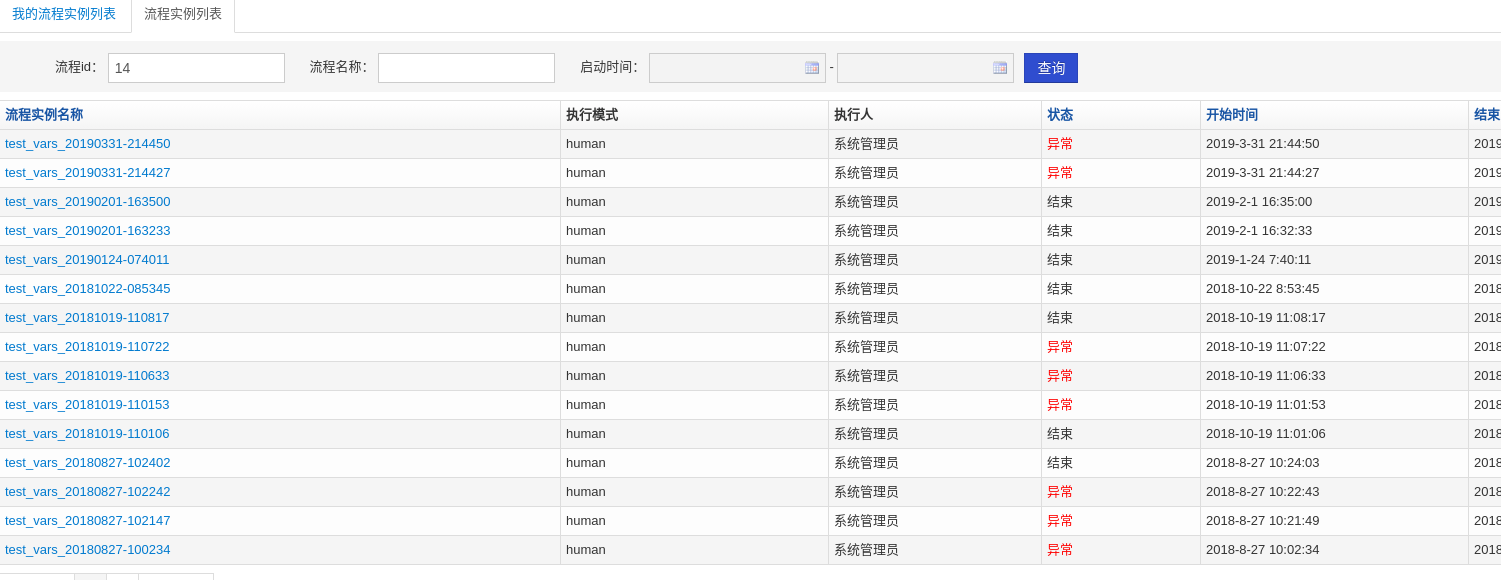 我的流程实例列表 流程实例列表
流程id： 14 流程名称： 启动时间： - 查询
流程实例名称 执行模式 执行人 状态 开始时间 结束
test_vars_20190331-214450 human 系统管理员 异常 2019-3-31 21:44:50 2019
test_vars_20190331-214427 human 系统管理员 异常 2019-3-31 21:44:27 2019
test_vars_20190201-163500 human 系统管理员 结束 2019-2-1 16:35:00 2019
test_vars_20190201-163233 human 系统管理员 结束 2019-2-1 16:32:33 2019
test_vars_20190124-074011 human 系统管理员 结束 2019-1-24 7:40:11 2019
test_vars_20181022-085345 human 系统管理员 结束 2018-10-22 8:53:45 2018
test_vars_20181019-110817 human 系统管理员 结束 2018-10-19 11:08:17 2018
test_vars_20181019-110722 human 系统管理员 异常 2018-10-19 11:07:22 2018
test_vars_20181019-110633 human 系统管理员 异常 2018-10-19 11:06:33 2018
test_vars_20181019-110153 human 系统管理员 异常 2018-10-19 11:01:53 2018
test_vars_20181019-110106 human 系统管理员 结束 2018-10-19 11:01:06 2018
test_vars_20180827-102402 human 系统管理员 结束 2018-8-27 10:24:03 2018
test_vars_20180827-102242 human 系统管理员 异常 2018-8-27 10:22:43 2018
test_vars_20180827-102147 human 系统管理员 异常 2018-8-27 10:21:49 2018
test_vars_20180827-100234 human 系统管理员 异常 2018-8-27 10:02:34 2018